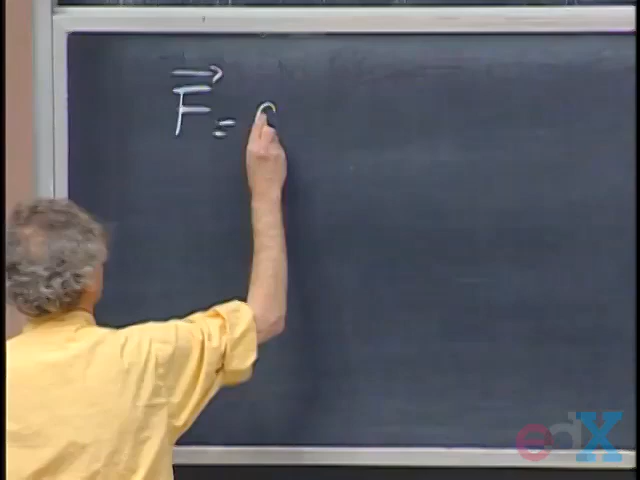 F⃗ =
edX